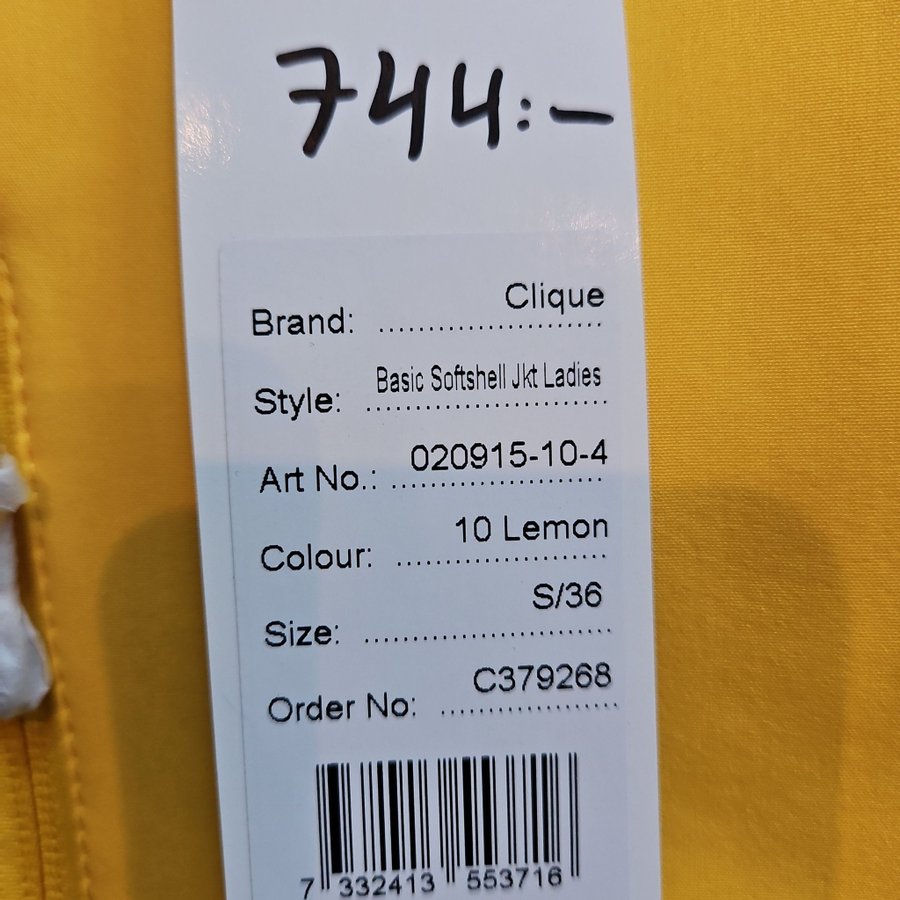 744:-
Brand: Clique
Style: Basic Softshell Jkt Ladies
Art No.: 020915-10-4
Colour: 10 Lemon
Size: S/36
Order No: C379268
7 332413 553716